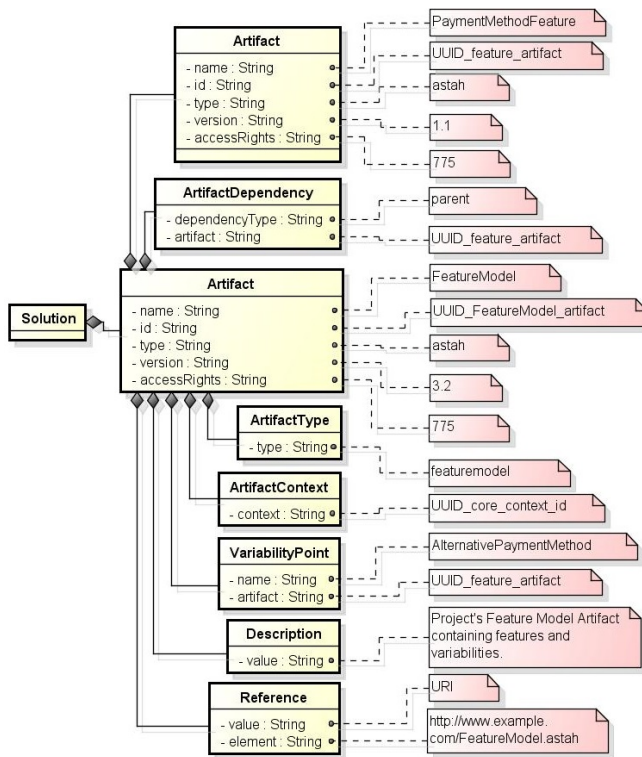 Artifact
- name : String
- id : String
- type : String
- version : String
- accessRights : String
PaymentMethodFeature
UUID_feature_artifact
astah
1.1
775
ArtifactDependency
- dependencyType : String
- artifact : String
parent
UUID_feature_artifact
Solution
Artifact
- name : String
- id : String
- type : String
- version : String
- accessRights : String
FeatureModel
UUID_FeatureModel_artifact
astah
3.2
775
ArtifactType
- type : String
featuremodel
ArtifactContext
- context : String
UUID_core_context_id
VariabilityPoint
- name : String
- artifact : String
AlternativePaymentMethod
UUID_feature_artifact
Description
- value : String
Project's Feature Model Artifact
containing features and
variabilities.
Reference
- value : String
- element : String
URI
http://www.example.
com/FeatureModel.astah